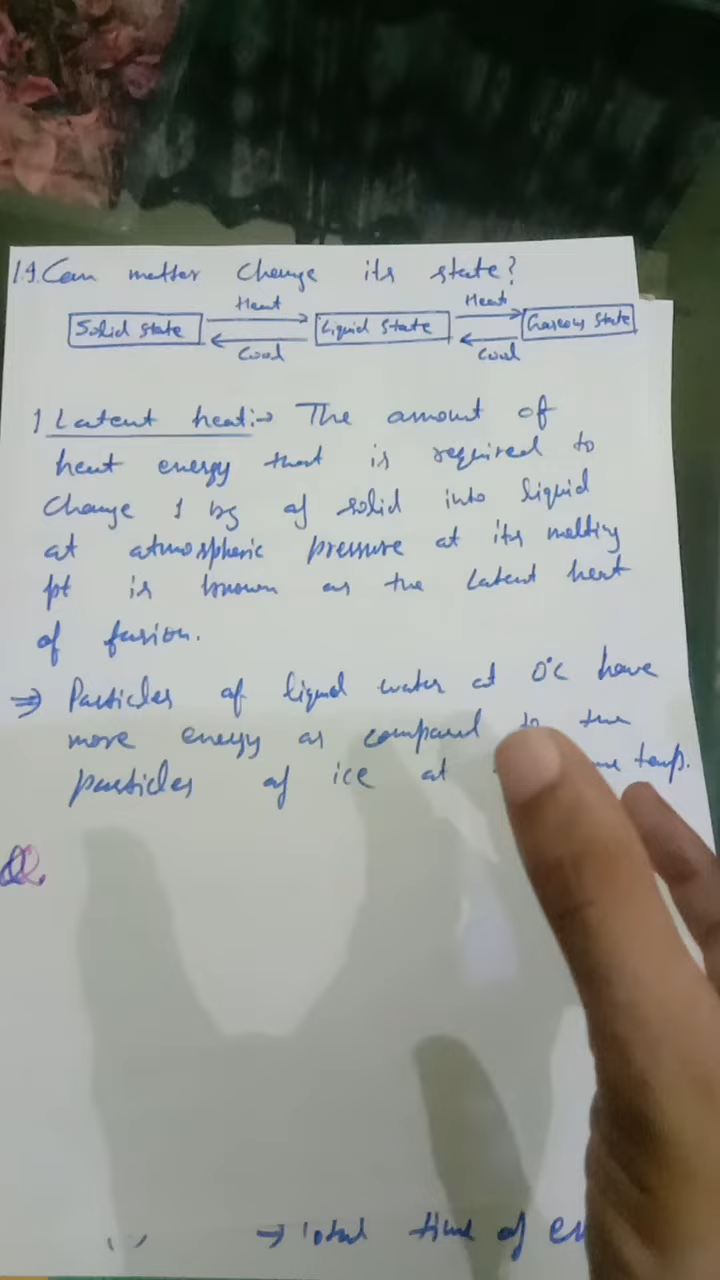 1.4. Can matter change its state?
Heat Heat
Solid state Liquid state Gaseous state
Cool Cool
1 Latent heat:→ The amount of
heat energy that is required to
change 1 kg of solid into liquid
at atmospheric pressure at its melting
pt is known as the latent heat
of fusion.
⇒ Particles of liquid water at 0°C have
more energy as compared to the
particles of ice at temp.
→ Total time of